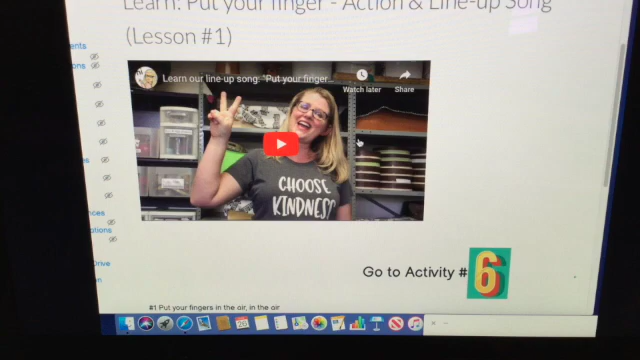 Learn: Put your finger - Action & Line-up Song
(Lesson #1)
Learn our line-up song: "Put your finger...
Watch later
Share
CHOOSE
KINDNESS
Go to Activity #6
#1 Put your fingers in the air, in the air